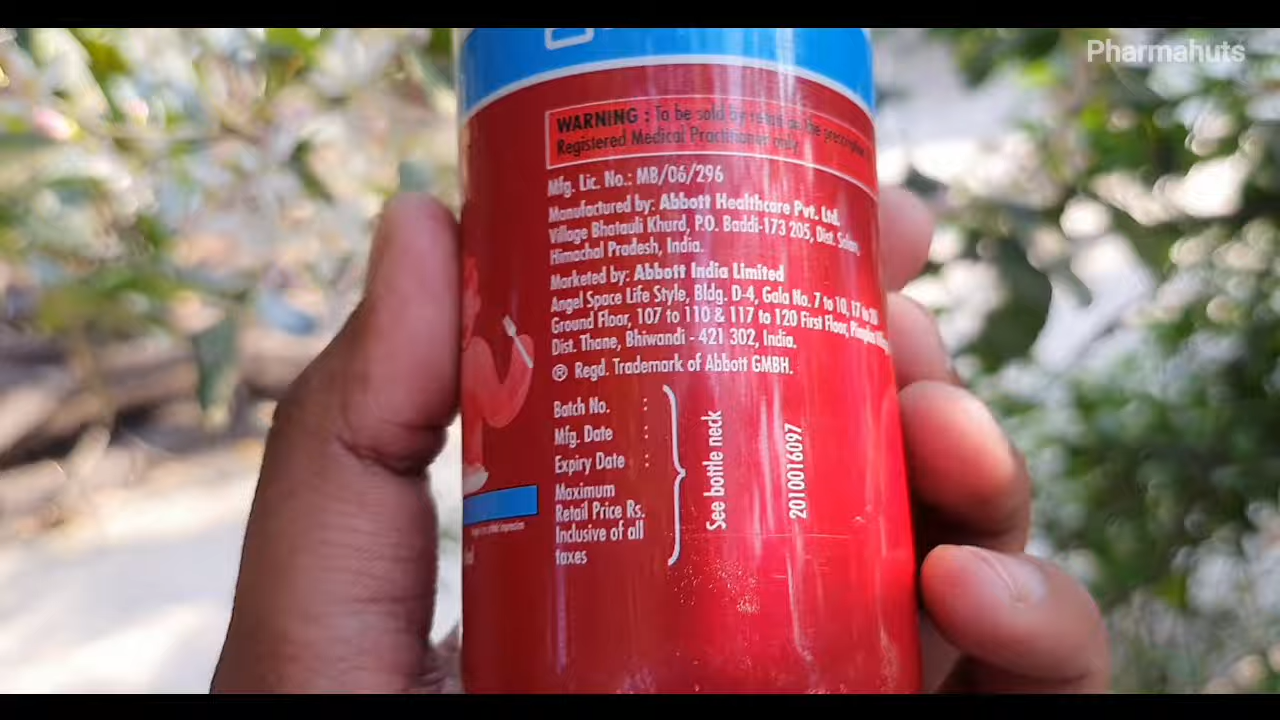 Pharmahuts
WARNING : To be sold by retail on the prescription
Registered Medical Practitioner only.
Mfg. Lic. No.: MB/06/296
Manufactured by: Abbott Healthcare Pvt. Ltd.
Village Bhatauli Khurd, P.O. Baddi-173 205, Dist. Solan,
Himachal Pradesh, India.
Marketed by: Abbott India Limited
Angel Space Life Style, Bldg. D-4, Gala No. 7 to 10, 17 to 20
Ground Floor, 107 to 110 & 117 to 120 First Floor,
Dist. Thane, Bhiwandi - 421 302, India.
® Regd. Trademark of Abbott GMBH.
Batch No. :
Mfg. Date :
Expiry Date :
Maximum
Retail Price Rs.
Inclusive of all
taxes
See bottle neck
2010016097